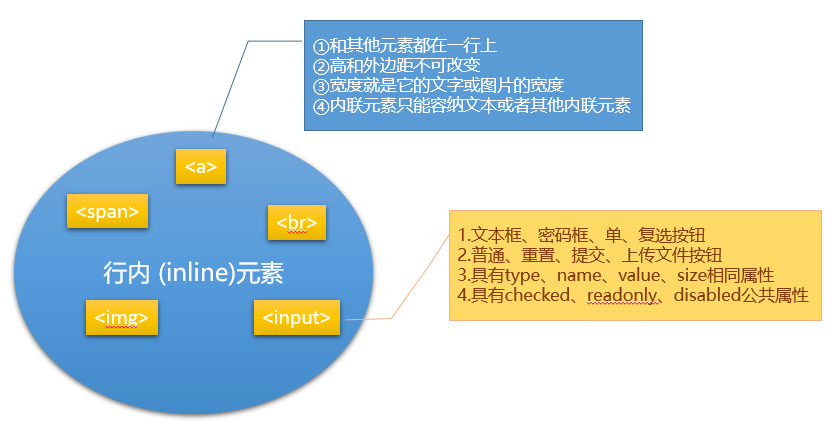 ①和其他元素都在一行上
②高和外边距不可改变
③宽度就是它的文字或图片的宽度
④内联元素只能容纳文本或者其他内联元素
<a>
<span>
<br>
行内 (inline)元素
<img>
<input>
1.文本框、密码框、单、复选按钮
2.普通、重置、提交、上传文件按钮
3.具有type、name、value、size相同属性
4.具有checked、readonly、disabled公共属性